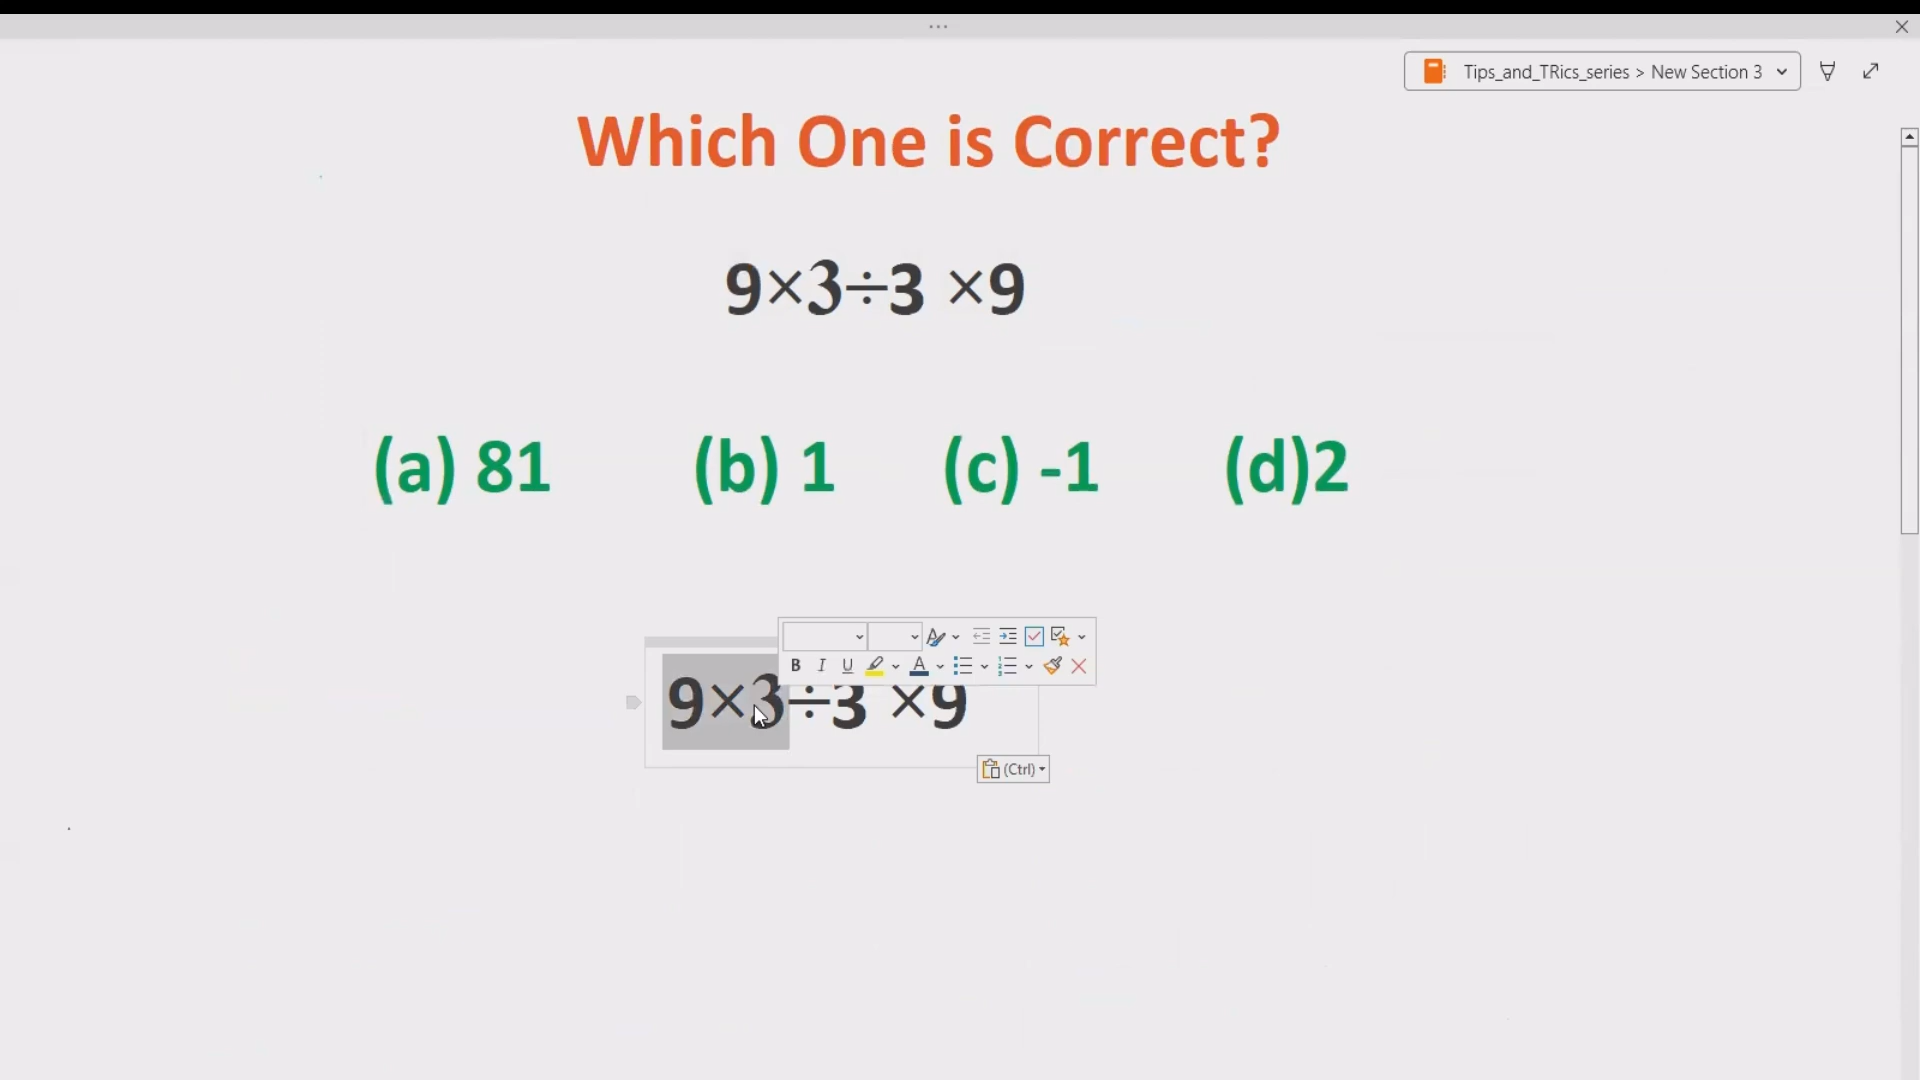 ...
Tips_and_TRics_series > New Section 3
Which One is Correct?
9×3÷3 ×9
(a) 81 (b) 1 (c) -1 (d)2
B I U A
9×3÷3 ×9
(Ctrl)